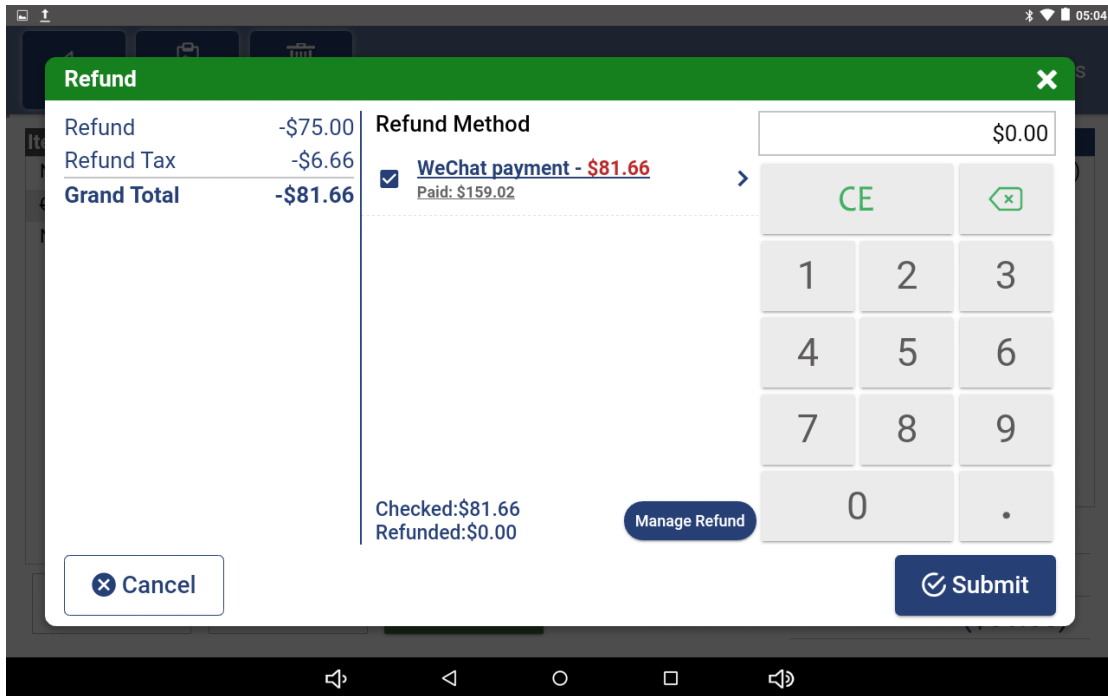 05:04
Refund
Refund -$75.00
Refund Tax -$6.66
Grand Total -$81.66
Refund Method
WeChat payment - $81.66
Paid: $159.02
Checked:$81.66
Refunded:$0.00
Manage Refund
$0.00
CE
1 2 3
4 5 6
7 8 9
0 .
Cancel
Submit